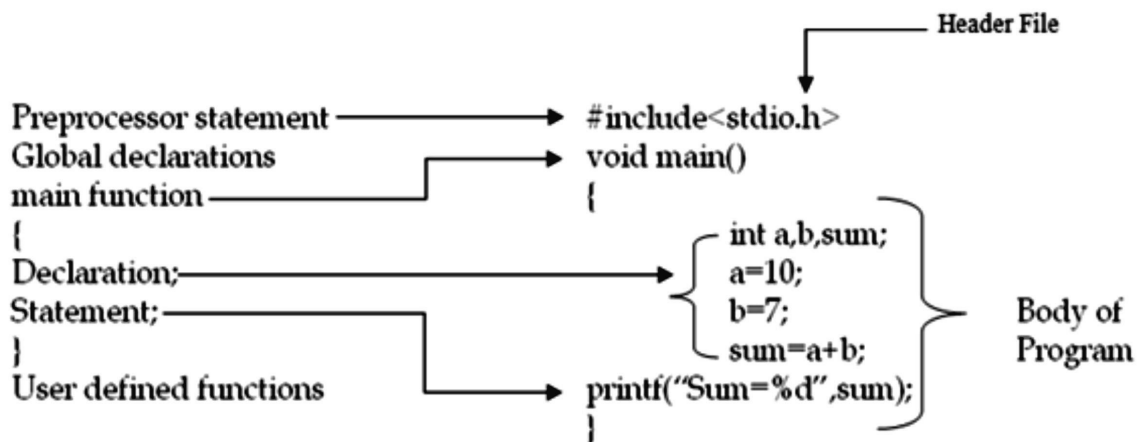 Header File
Preprocessor statement
Global declarations
main function
{
Declaration;
Statement;
}
User defined functions
#include<stdio.h>
void main()
{
int a,b,sum;
a=10;
b=7;
sum=a+b;
printf(“Sum=%d”,sum);
}
Body of
Program